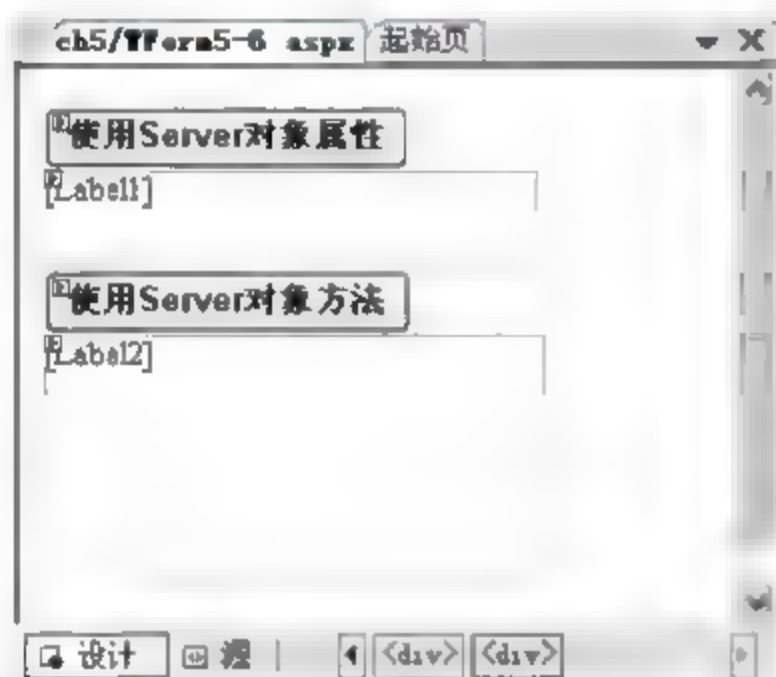 ch5/WForm5-6 aspx 起始页
使用Server对象属性
[Label1]
使用Server对象方法
[Label2]
设计 源 <div> <div>